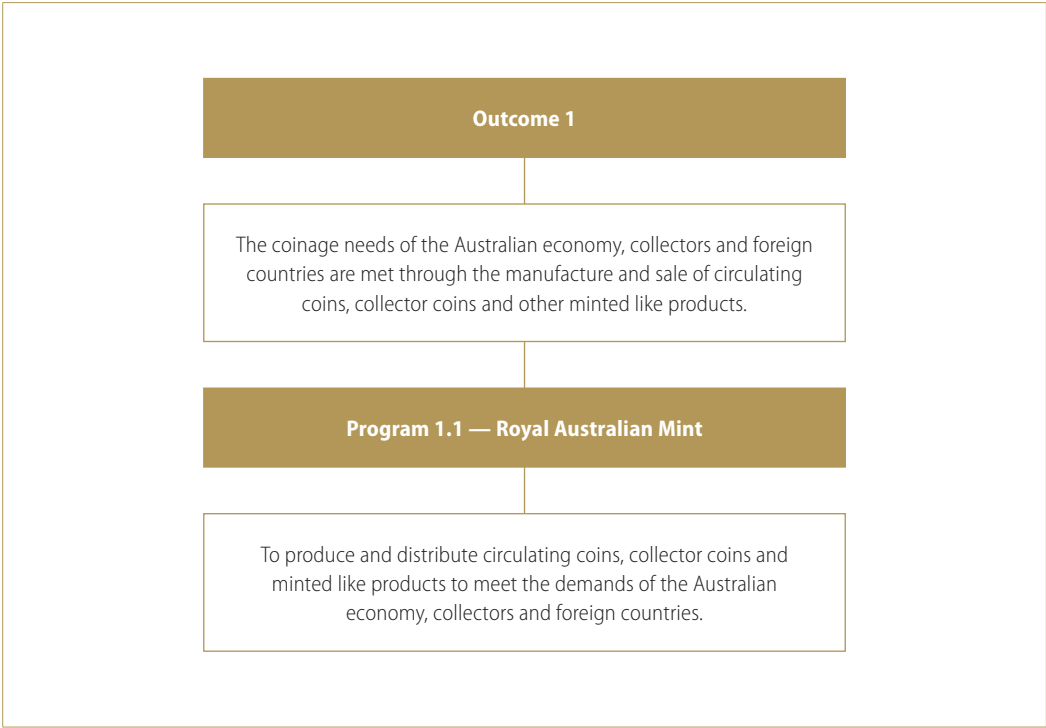 Outcome 1
The coinage needs of the Australian economy, collectors and foreign
countries are met through the manufacture and sale of circulating
coins, collector coins and other minted like products.
Program 1.1 — Royal Australian Mint
To produce and distribute circulating coins, collector coins and
minted like products to meet the demands of the Australian
economy, collectors and foreign countries.